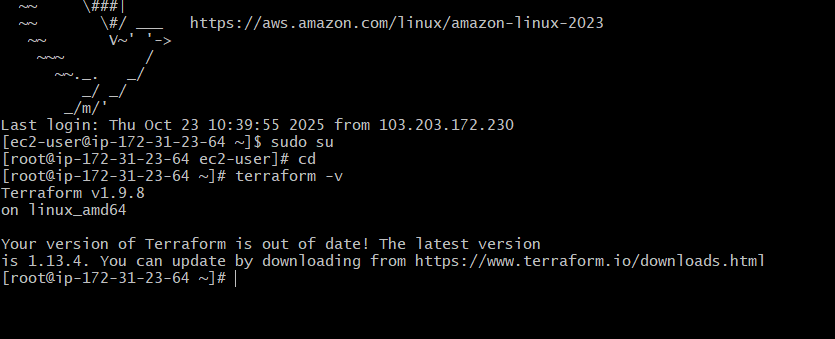 ~~      \###|
~~        \#/ ___   https://aws.amazon.com/linux/amazon-linux-2023
~~       V~' '->
~~~         /
~~._.   _/
_/ _/
_/m/'
Last login: Thu Oct 23 10:39:55 2025 from 103.203.172.230
[ec2-user@ip-172-31-23-64 ~]$ sudo su
[root@ip-172-31-23-64 ec2-user]# cd
[root@ip-172-31-23-64 ~]# terraform -v
Terraform v1.9.8
on linux_amd64

Your version of Terraform is out of date! The latest version
is 1.13.4. You can update by downloading from https://www.terraform.io/downloads.html
[root@ip-172-31-23-64 ~]#